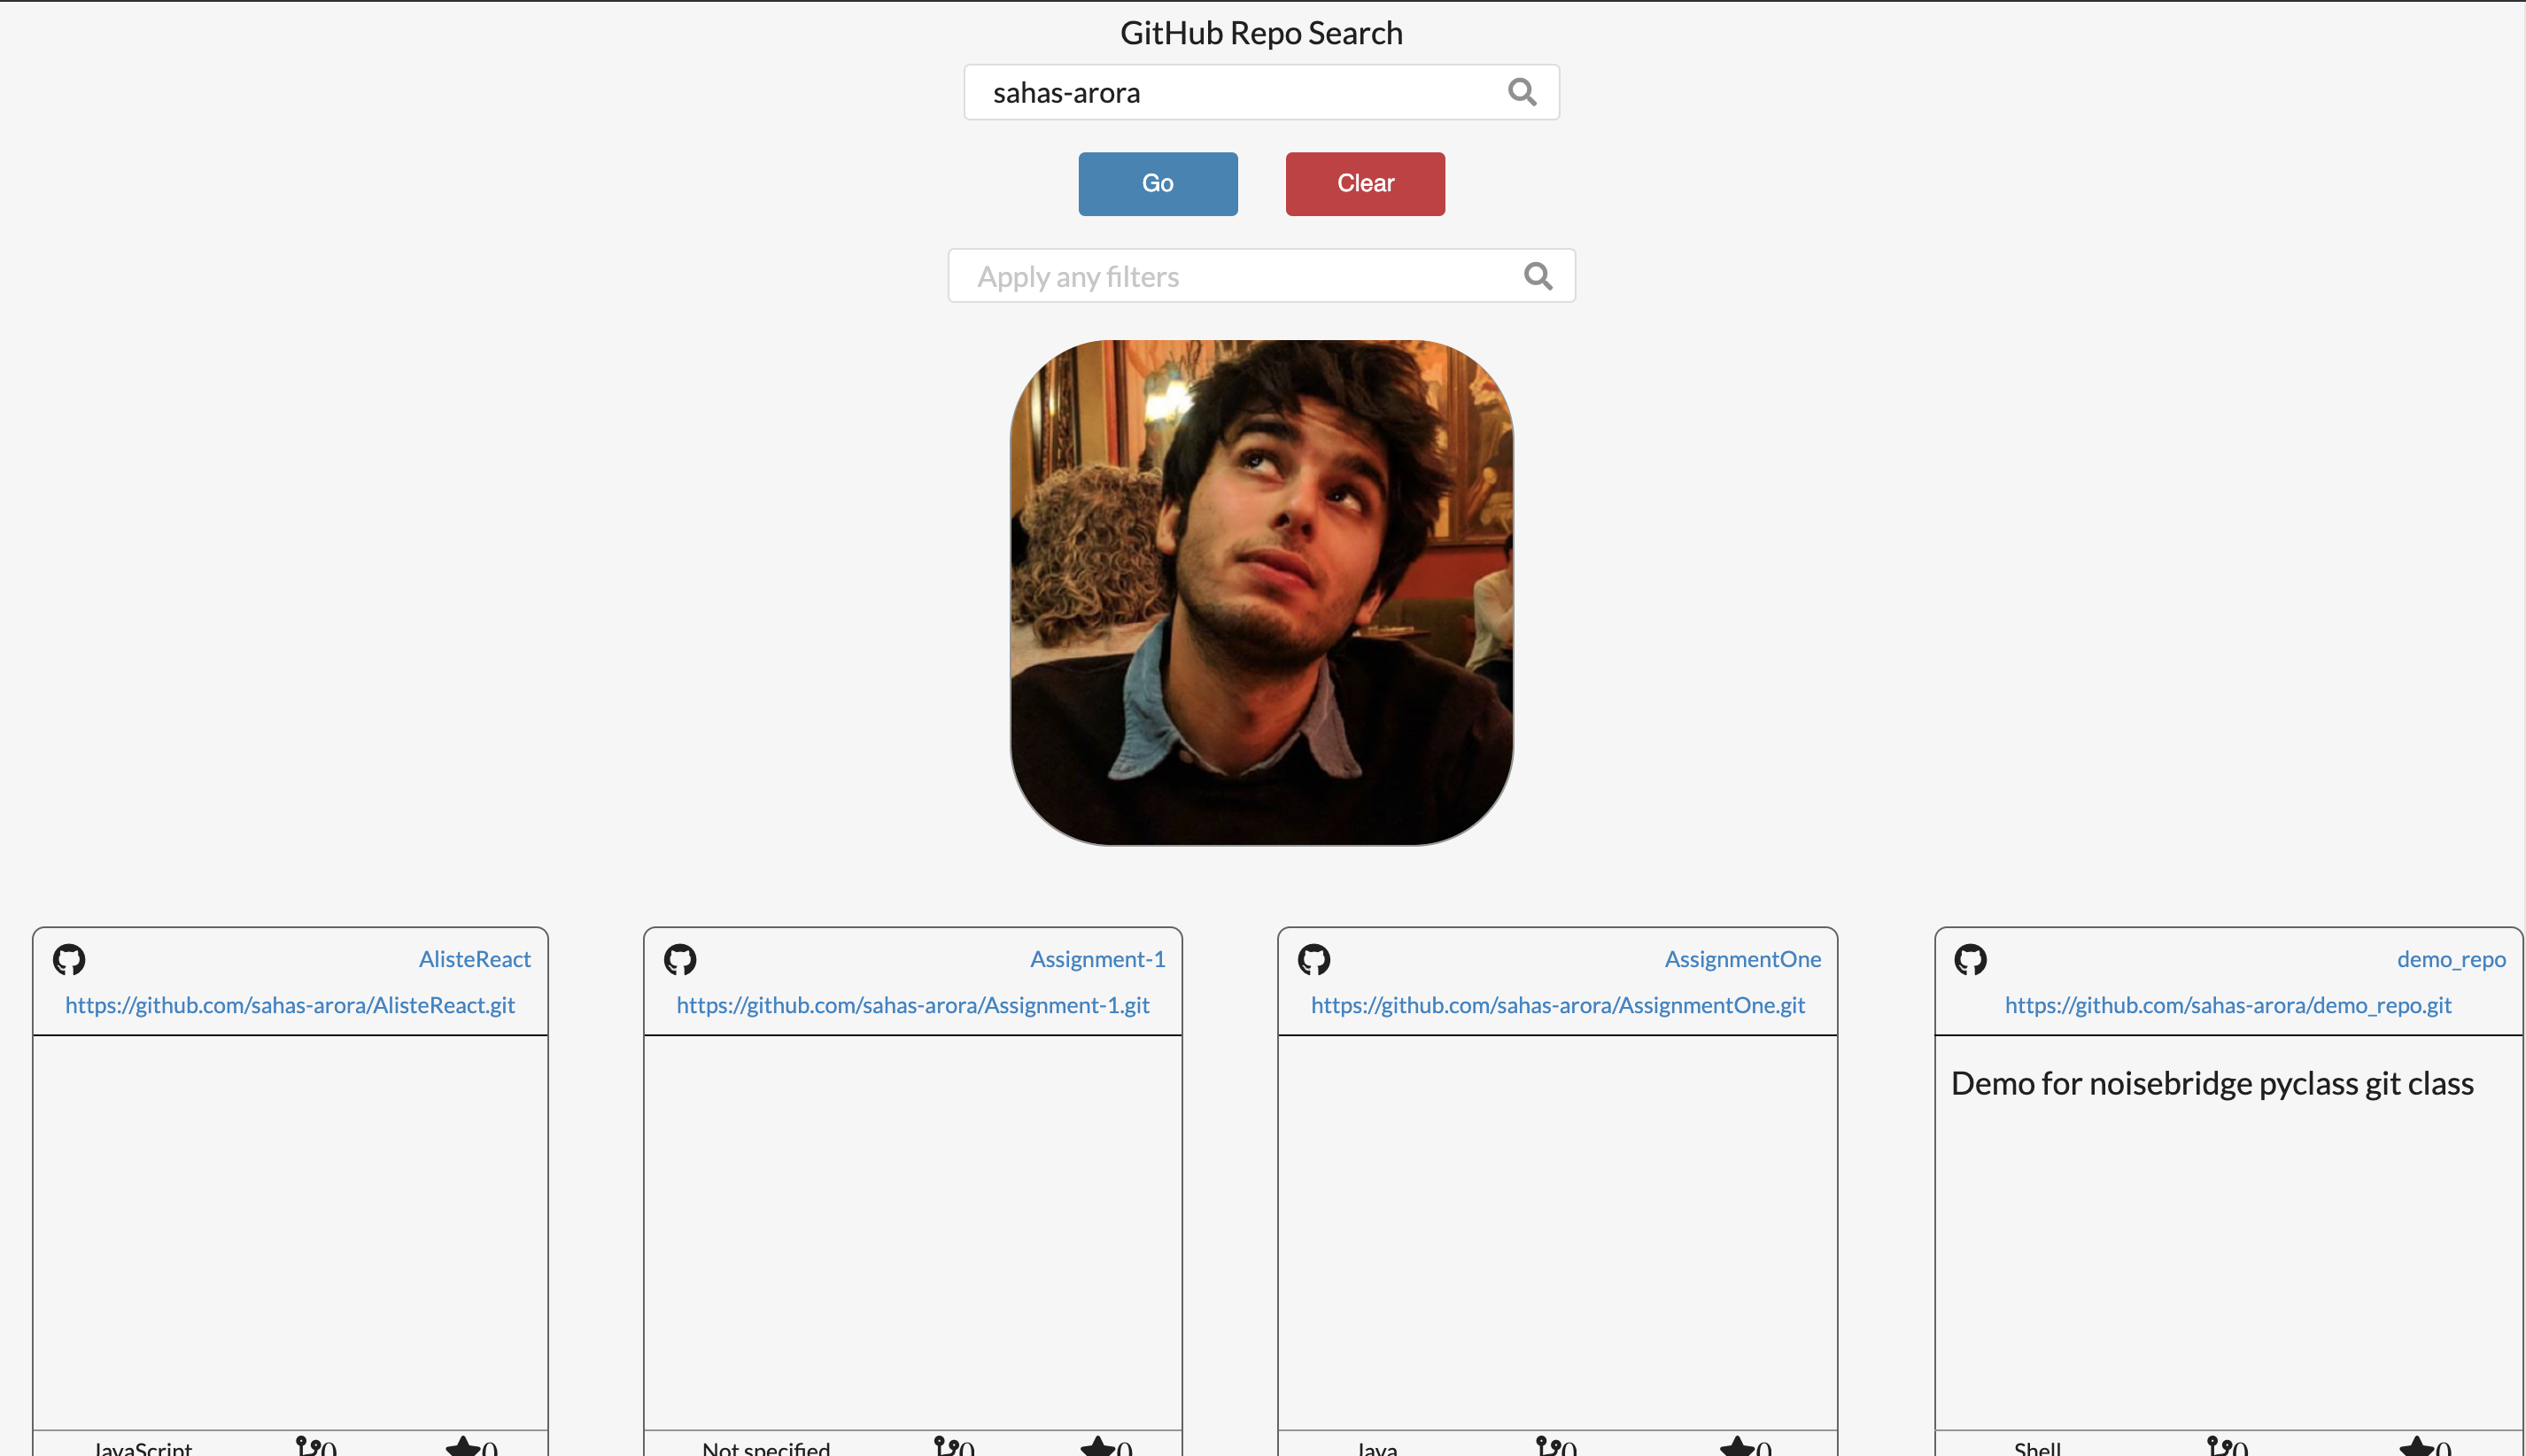 GitHub Repo Search
sahas-arora
Go
Clear
Apply any filters
AlisteReact
https://github.com/sahas-arora/AlisteReact.git
JavaScript
0
0
Assignment-1
https://github.com/sahas-arora/Assignment-1.git
Not specified
0
0
AssignmentOne
https://github.com/sahas-arora/AssignmentOne.git
Java
0
0
demo_repo
https://github.com/sahas-arora/demo_repo.git
Demo for noisebridge pyclass git class
Shell
0
0